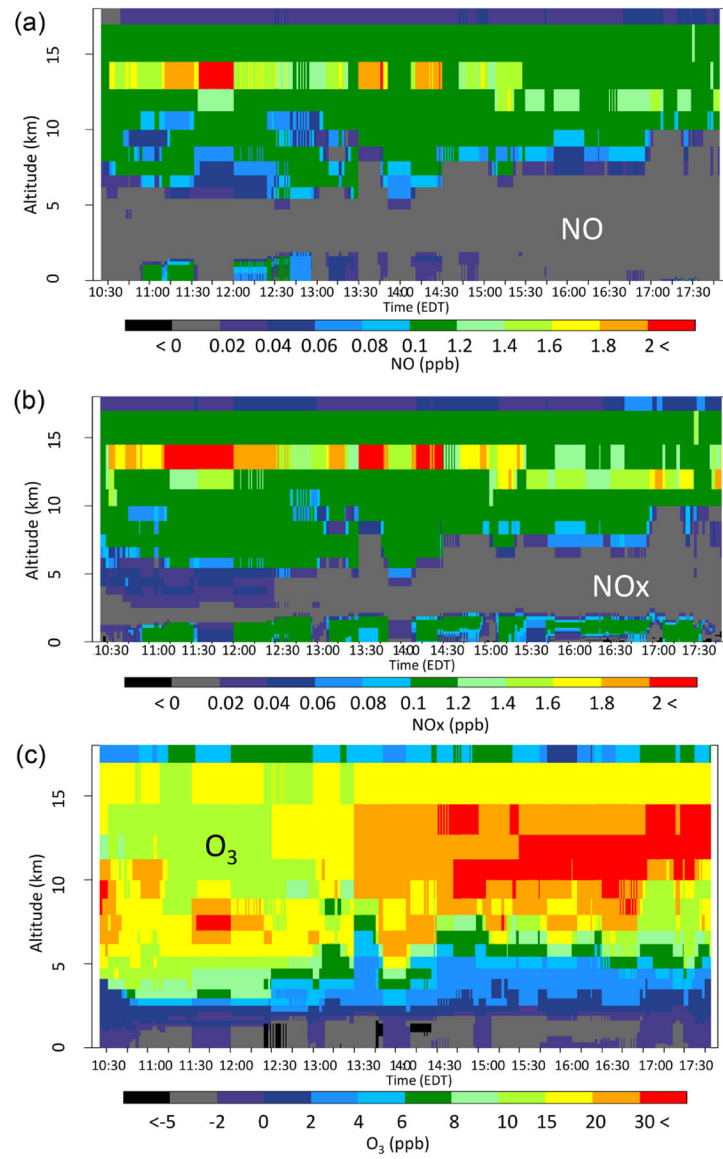 (a)
15
10
5
0
Altitude (km)
NO
10:30 11:00 11:30 12:00 12:30 13:00 13:30 14:00 14:30 15:00 15:30 16:00 16:30 17:00 17:30
Time (EDT)
< 0 0.02 0.04 0.06 0.08 0.1 1.2 1.4 1.6 1.8 2 <
NO (ppb)
(b)
15
10
5
0
Altitude (km)
NOx
10:30 11:00 11:30 12:00 12:30 13:00 13:30 14:00 14:30 15:00 15:30 16:00 16:30 17:00 17:30
Time (EDT)
< 0 0.02 0.04 0.06 0.08 0.1 1.2 1.4 1.6 1.8 2 <
NOx (ppb)
(c)
15
10
5
0
Altitude (km)
O3
10:30 11:00 11:30 12:00 12:30 13:00 13:30 14:00 14:30 15:00 15:30 16:00 16:30 17:00 17:30
Time (EDT)
<-5 -2 0 2 4 6 8 10 15 20 30 <
O3 (ppb)